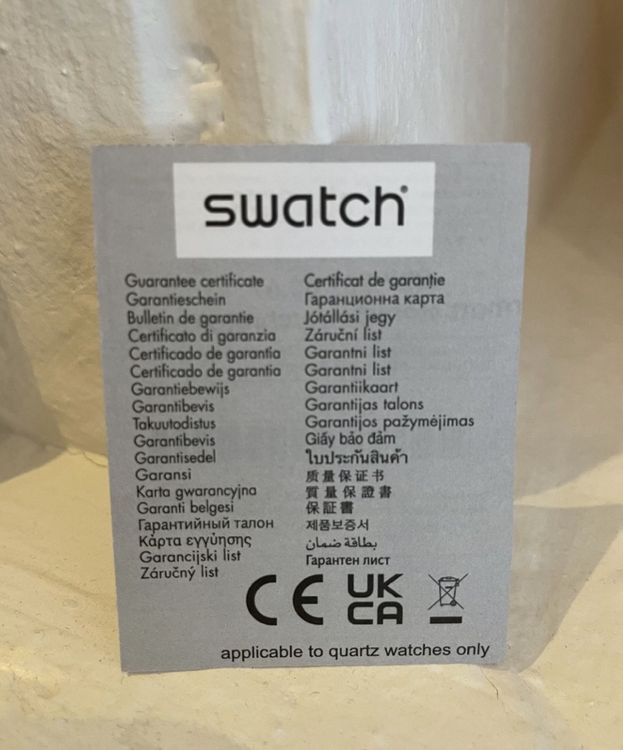 swatch
Guarantee certificate
Garantieschein
Bulletin de garantie
Certificato di garanzia
Certificado de garantia
Certificado de garantia
Garantiebewijs
Garantibevis
Takuutodistus
Garantibevis
Garantisedel
Garansi
Karta gwarancyjna
Garanti belgesi
Гарантийный талон
Κάρτα εγγύησης
Garancijski list
Záručný list
Certificat de garanţie
Гаранционна карта
Jótállási jegy
Záruční list
Garantni list
Garantni list
Garantiikaart
Garantijas talons
Garantijos pažymėjimas
Giấy bảo đảm
ใบประกันสินค้า
质量保证书
質量保證書
保証書
제품보증서
بطاقة ضمان
Гарантен лист
CE
UK
CA
applicable to quartz watches only